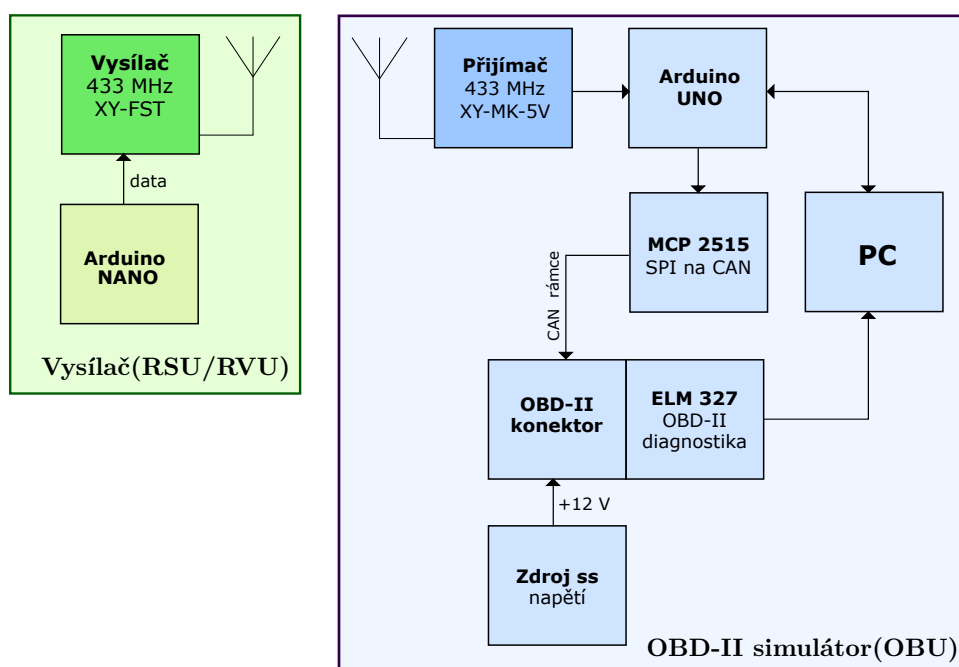 Vysílač
433 MHz
XY-FST
data
Arduino
NANO
Vysílač(RSU/RVU)
Přijímač
433 MHz
XY-MK-5V
Arduino
UNO
MCP 2515
SPI na CAN
PC
CAN rámce
OBD-II
konektor
ELM 327
OBD-II
diagnostika
+12 V
Zdroj ss
napětí
OBD-II simulátor(OBU)